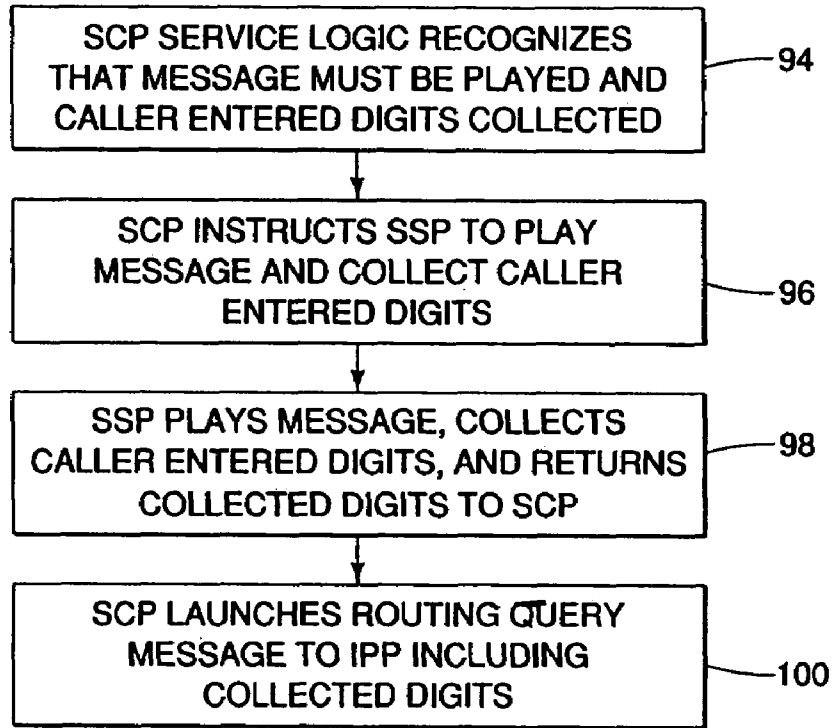 SCP SERVICE LOGIC RECOGNIZES
THAT MESSAGE MUST BE PLAYED AND
CALLER ENTERED DIGITS COLLECTED
94
SCP INSTRUCTS SSP TO PLAY
MESSAGE AND COLLECT CALLER
ENTERED DIGITS
96
SSP PLAYS MESSAGE, COLLECTS
CALLER ENTERED DIGITS, AND RETURNS
COLLECTED DIGITS TO SCP
98
SCP LAUNCHES ROUTING QUERY
MESSAGE TO IPP INCLUDING
COLLECTED DIGITS
100